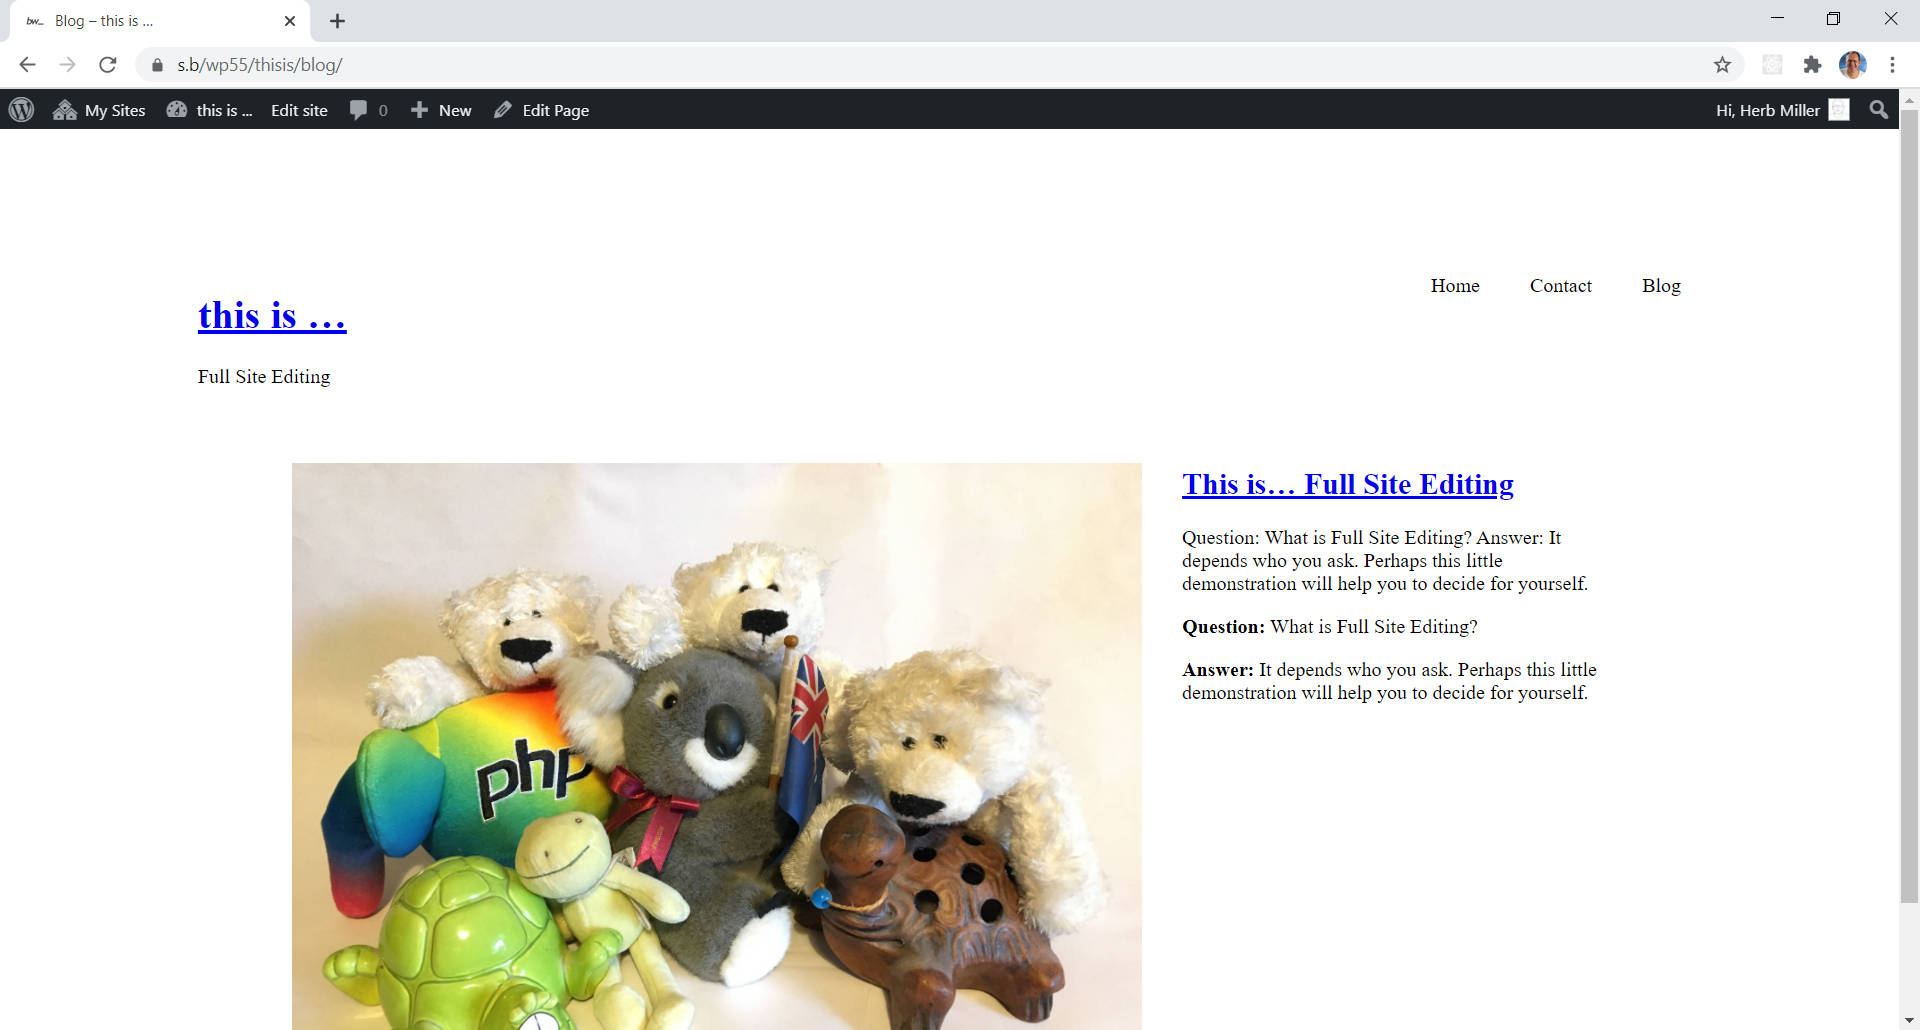 bw_ Blog – this is ...
s.b/wp55/thisis/blog/
My Sites this is ... Edit site 0 New Edit Page Hi, Herb Miller
Home Contact Blog
this is …
Full Site Editing
This is… Full Site Editing
Question: What is Full Site Editing? Answer: It
depends who you ask. Perhaps this little
demonstration will help you to decide for yourself.
Question: What is Full Site Editing?
Answer: It depends who you ask. Perhaps this little
demonstration will help you to decide for yourself.
php